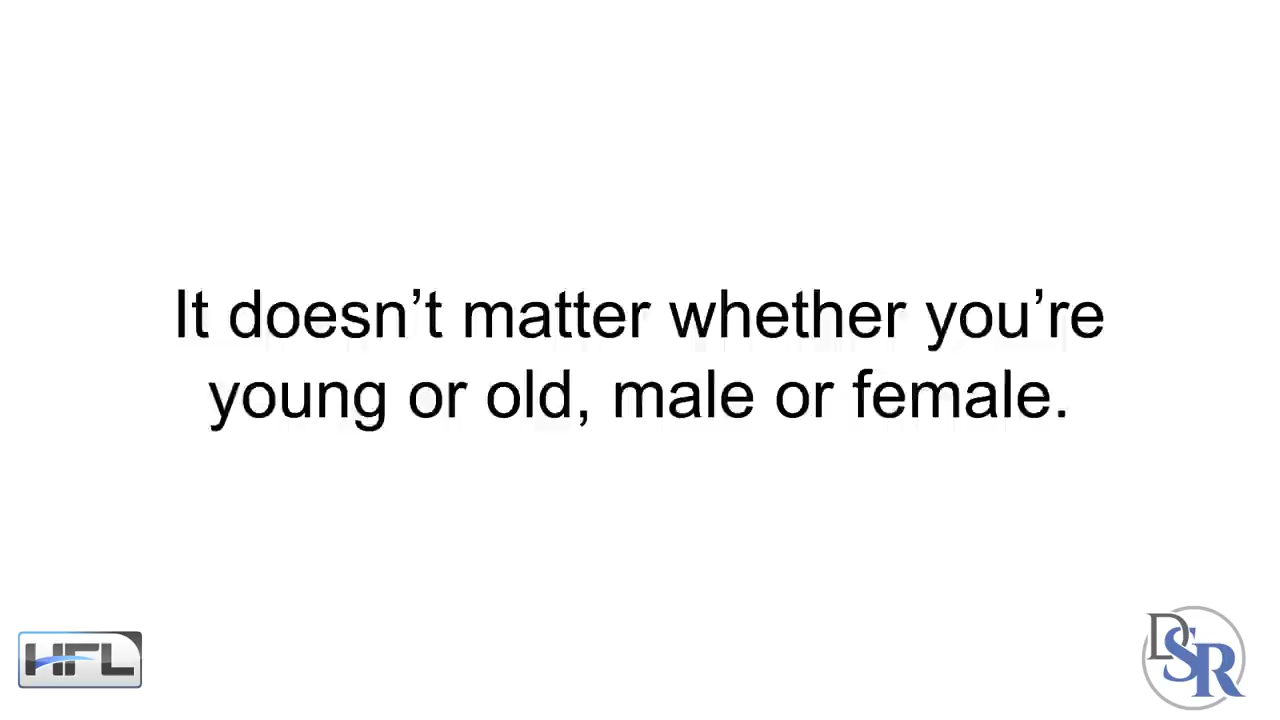 It doesn’t matter whether you’re
young or old, male or female.
HFL
DSR